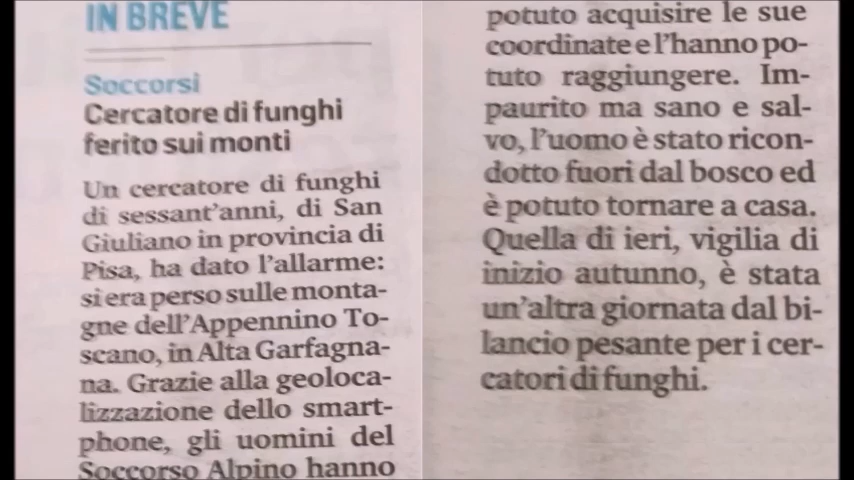 IN BREVE
Soccorsi
Cercatore di funghi
ferito sui monti
Un cercatore di funghi
di sessant'anni, di San
Giuliano in provincia di
Pisa, ha dato l'allarme:
si era perso sulle monta-
gne dell'Appennino To-
scano, in Alta Garfagna-
na. Grazie alla geoloca-
lizzazione dello smart-
phone, gli uomini del
Soccorso Alpino hanno
potuto acquisire le sue
coordinate e l'hanno po-
tuto raggiungere. Im-
paurito ma sano e sal-
vo, l'uomo è stato ricon-
dotto fuori dal bosco ed
è potuto tornare a casa.
Quella di ieri, vigilia di
inizio autunno, è stata
un'altra giornata dal bi-
lancio pesante per i cer-
catori di funghi.